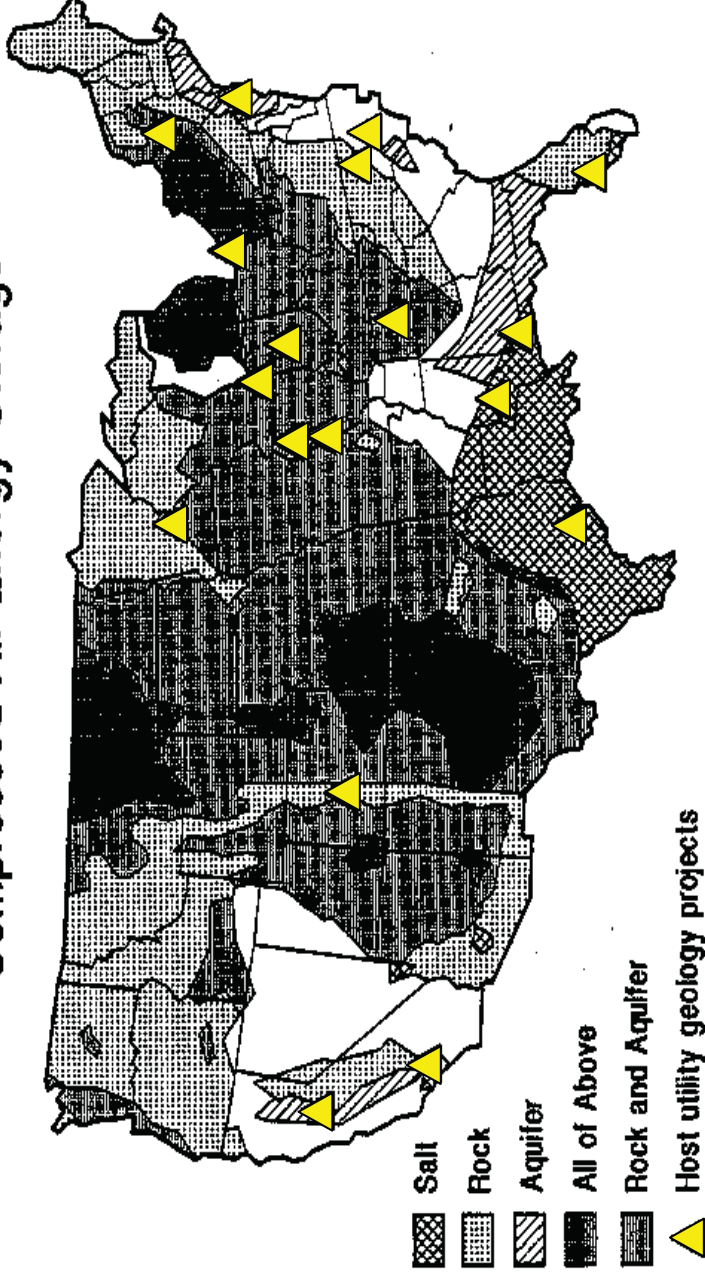 Salt
Rock
Aquifer
All of Above
Rock and Aquifer
Host utility geology projects